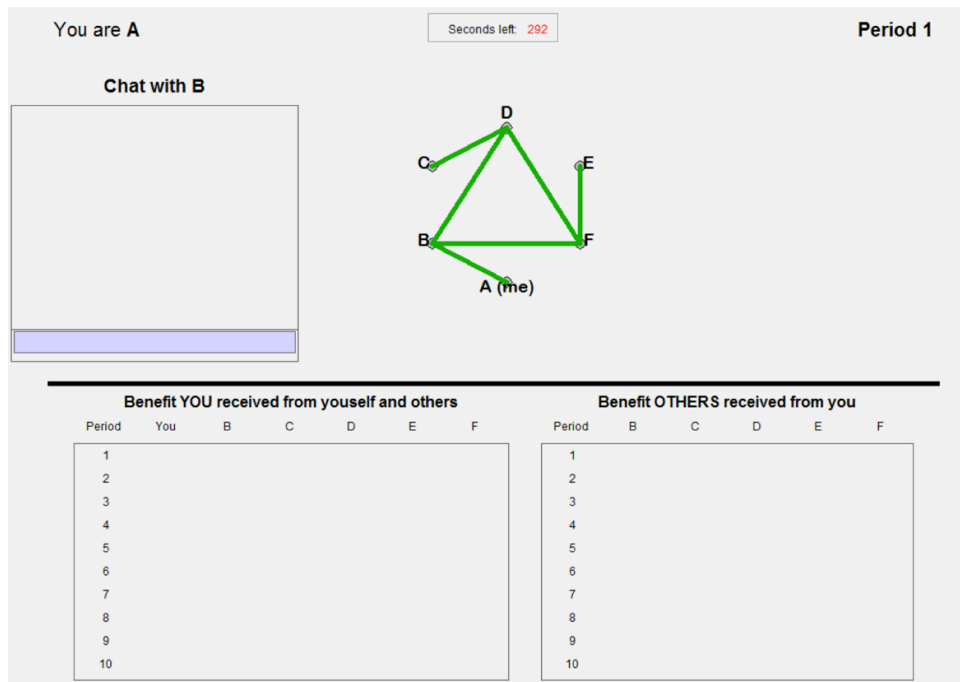 You are A
Seconds left: 292
Period 1
Chat with B
D
C
E
B
F
A (me)
Benefit YOU received from youself and others
Period You B C D E F
1
2
3
4
5
6
7
8
9
10
Benefit OTHERS received from you
Period B C D E F
1
2
3
4
5
6
7
8
9
10